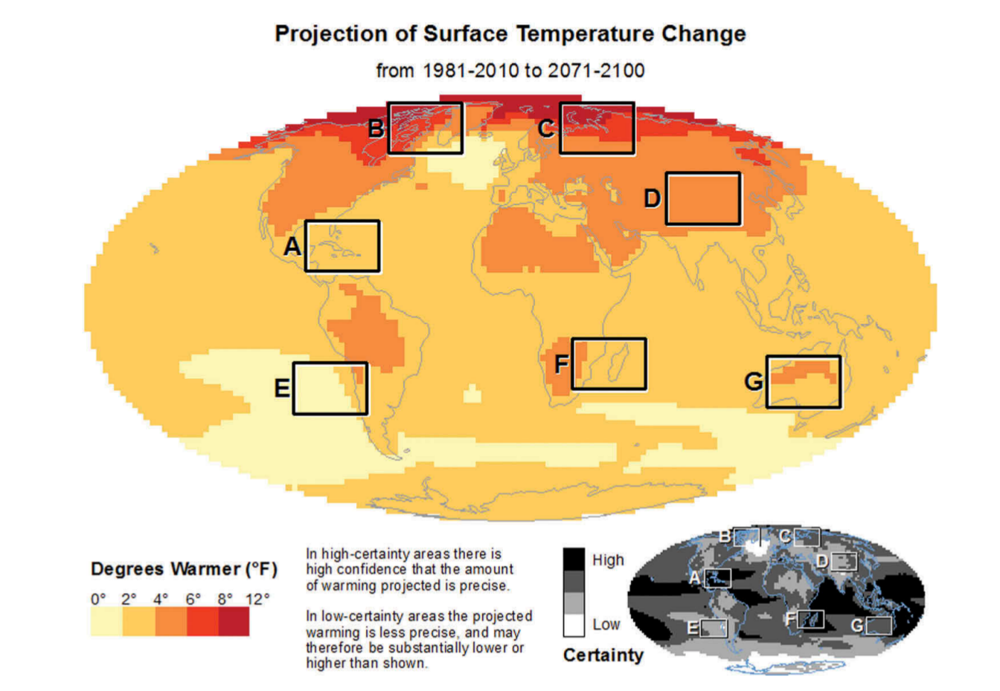 Projection of Surface Temperature Change
from 1981-2010 to 2071-2100
B
C
D
A
F
E
G
Degrees Warmer (°F)
0° 2° 4° 6° 8° 12°
In high-certainty areas there is
high confidence that the amount
of warming projected is precise.
In low-certainty areas the projected
warming is less precise, and may
therefore be substantially lower or
higher than shown.
High
Low
Certainty
B
C
D
A
F
E
G